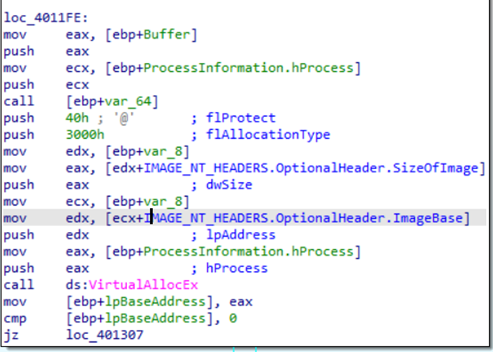 loc_4011FE:
mov eax, [ebp+Buffer]
push eax
mov ecx, [ebp+ProcessInformation.hProcess]
push ecx
call [ebp+var_64]
push 40h ; '@' ; flProtect
push 3000h ; flAllocationType
mov edx, [ebp+var_8]
mov eax, [edx+IMAGE_NT_HEADERS.OptionalHeader.SizeOfImage]
push eax ; dwSize
mov ecx, [ebp+var_8]
mov edx, [ecx+IMAGE_NT_HEADERS.OptionalHeader.ImageBase]
push edx ; lpAddress
mov eax, [ebp+ProcessInformation.hProcess]
push eax ; hProcess
call ds:VirtualAllocEx
mov [ebp+lpBaseAddress], eax
cmp [ebp+lpBaseAddress], 0
jz loc_401307